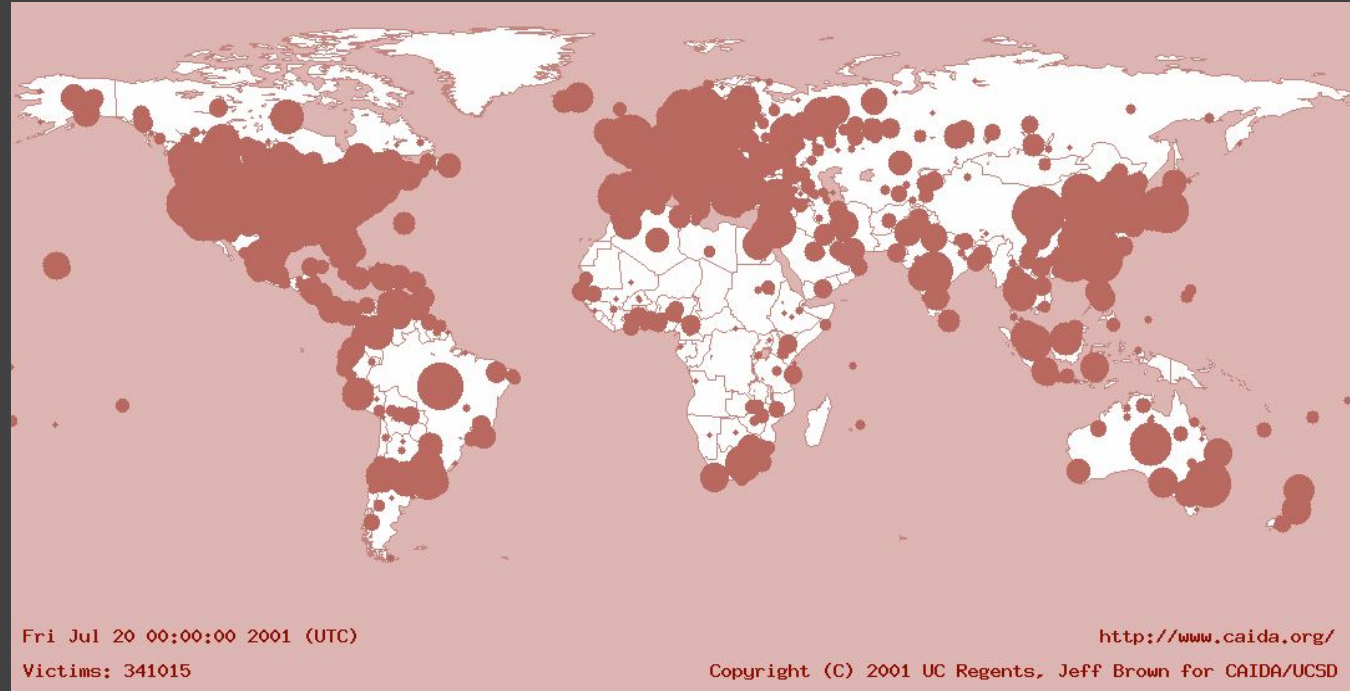 Fri Jul 20 00:00:00 2001 (UTC)
http://www.caida.org/
Victims: 341015
Copyright (C) 2001 UC Regents, Jeff Brown for CAIDA/UCSD